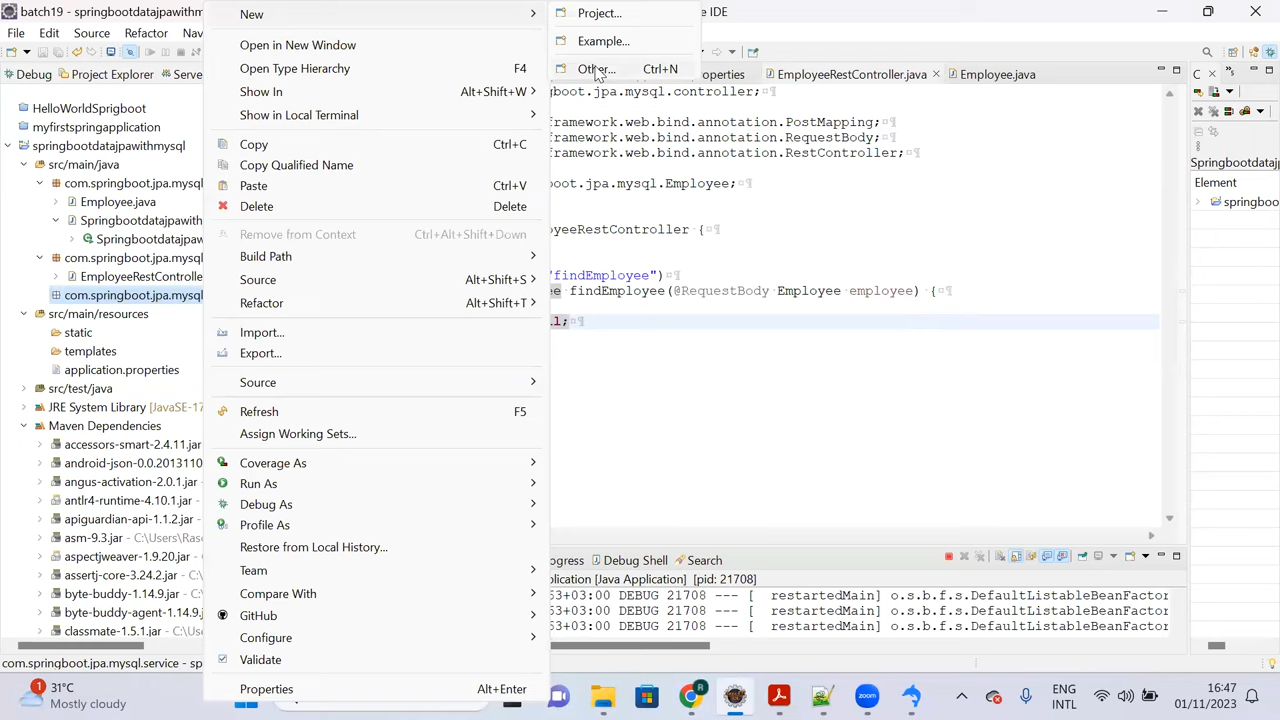 batch19 - springbootdatajpawithm
e IDE
File Edit Source Refactor Nav
Debug Project Explorer Serve
HelloWorldSprigboot
myfirstspringapplication
springbootdatajpawithmysql
src/main/java
com.springboot.jpa.mysql
Employee.java
Springbootdatajpawith
Springbootdatajpaw
com.springboot.jpa.mysql
EmployeeRestControlle
com.springboot.jpa.mysql
src/main/resources
static
templates
application.properties
src/test/java
JRE System Library [JavaSE-17
Maven Dependencies
accessors-smart-2.4.11.jar
android-json-0.0.2013110
angus-activation-2.0.1.jar
antlr4-runtime-4.10.1.jar
apiguardian-api-1.1.2.jar
asm-9.3.jar - C:\Users\Ras
aspectjweaver-1.9.20.jar
assertj-core-3.24.2.jar
byte-buddy-1.14.9.jar
byte-buddy-agent-1.14.9.
classmate-1.5.1.jar - C:\Us
com.springboot.jpa.mysql.service - sp
New
Open in New Window
Open Type Hierarchy F4
Show In Alt+Shift+W
Show in Local Terminal
Copy Ctrl+C
Copy Qualified Name
Paste Ctrl+V
Delete Delete
Remove from Context Ctrl+Alt+Shift+Down
Build Path
Source Alt+Shift+S
Refactor Alt+Shift+T
Import...
Export...
Source
Refresh F5
Assign Working Sets...
Coverage As
Run As
Debug As
Profile As
Restore from Local History...
Team
Compare With
GitHub
Configure
Validate
Properties Alt+Enter
Project...
Example...
Other... Ctrl+N
operties EmployeeRestController.java Employee.java
boot.jpa.mysql.controller;
framework.web.bind.annotation.PostMapping;
framework.web.bind.annotation.RequestBody;
framework.web.bind.annotation.RestController;
boot.jpa.mysql.Employee;
oyeeRestController {
"findEmployee")
ee findEmployee(@RequestBody Employee employee) {
ll;
C
Springbootdataj
Element
springboo
ogress Debug Shell Search
plication [Java Application] [pid: 21708]
53+03:00 DEBUG 21708 --- [ restartedMain] o.s.b.f.s.DefaultListableBeanFactor
53+03:00 DEBUG 21708 --- [ restartedMain] o.s.b.f.s.DefaultListableBeanFactor
53+03:00 DEBUG 21708 --- [ restartedMain] o.s.b.f.s.DefaultListableBeanFactor
1
31°C
Mostly cloudy
R
zoom
ENG
INTL
16:47
01/11/2023